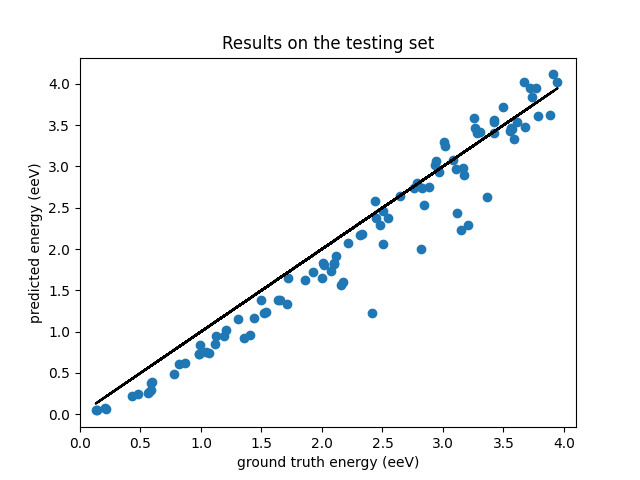 Results on the testing set
predicted energy (eeV)
4.0
3.5
3.0
2.5
2.0
1.5
1.0
0.5
0.0
0.0 0.5 1.0 1.5 2.0 2.5 3.0 3.5 4.0
ground truth energy (eeV)